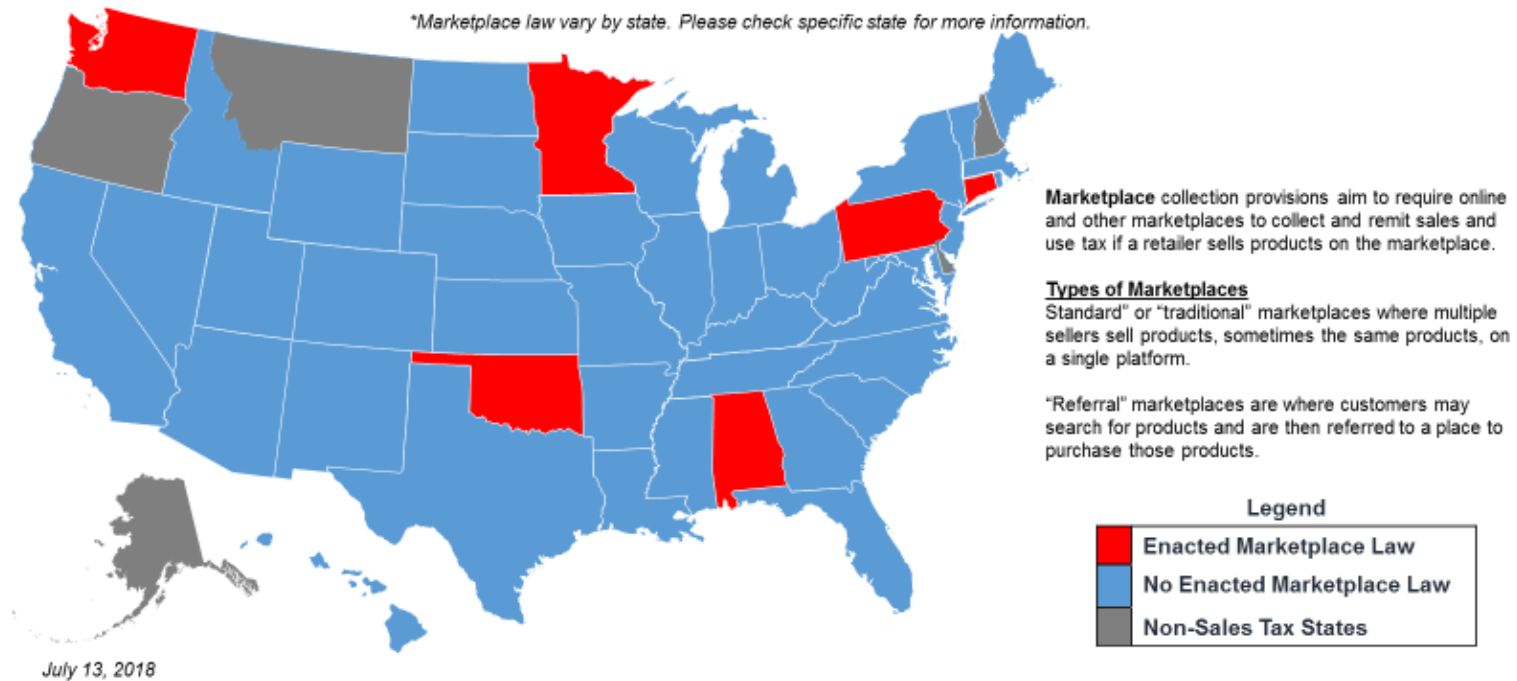 *Marketplace law vary by state. Please check specific state for more information.
Marketplace collection provisions aim to require online
and other marketplaces to collect and remit sales and
use tax if a retailer sells products on the marketplace.
Types of Marketplaces
Standard” or “traditional” marketplaces where multiple
sellers sell products, sometimes the same products, on
a single platform.
“Referral” marketplaces are where customers may
search for products and are then referred to a place to
purchase those products.
Legend
Enacted Marketplace Law
No Enacted Marketplace Law
Non-Sales Tax States
July 13, 2018